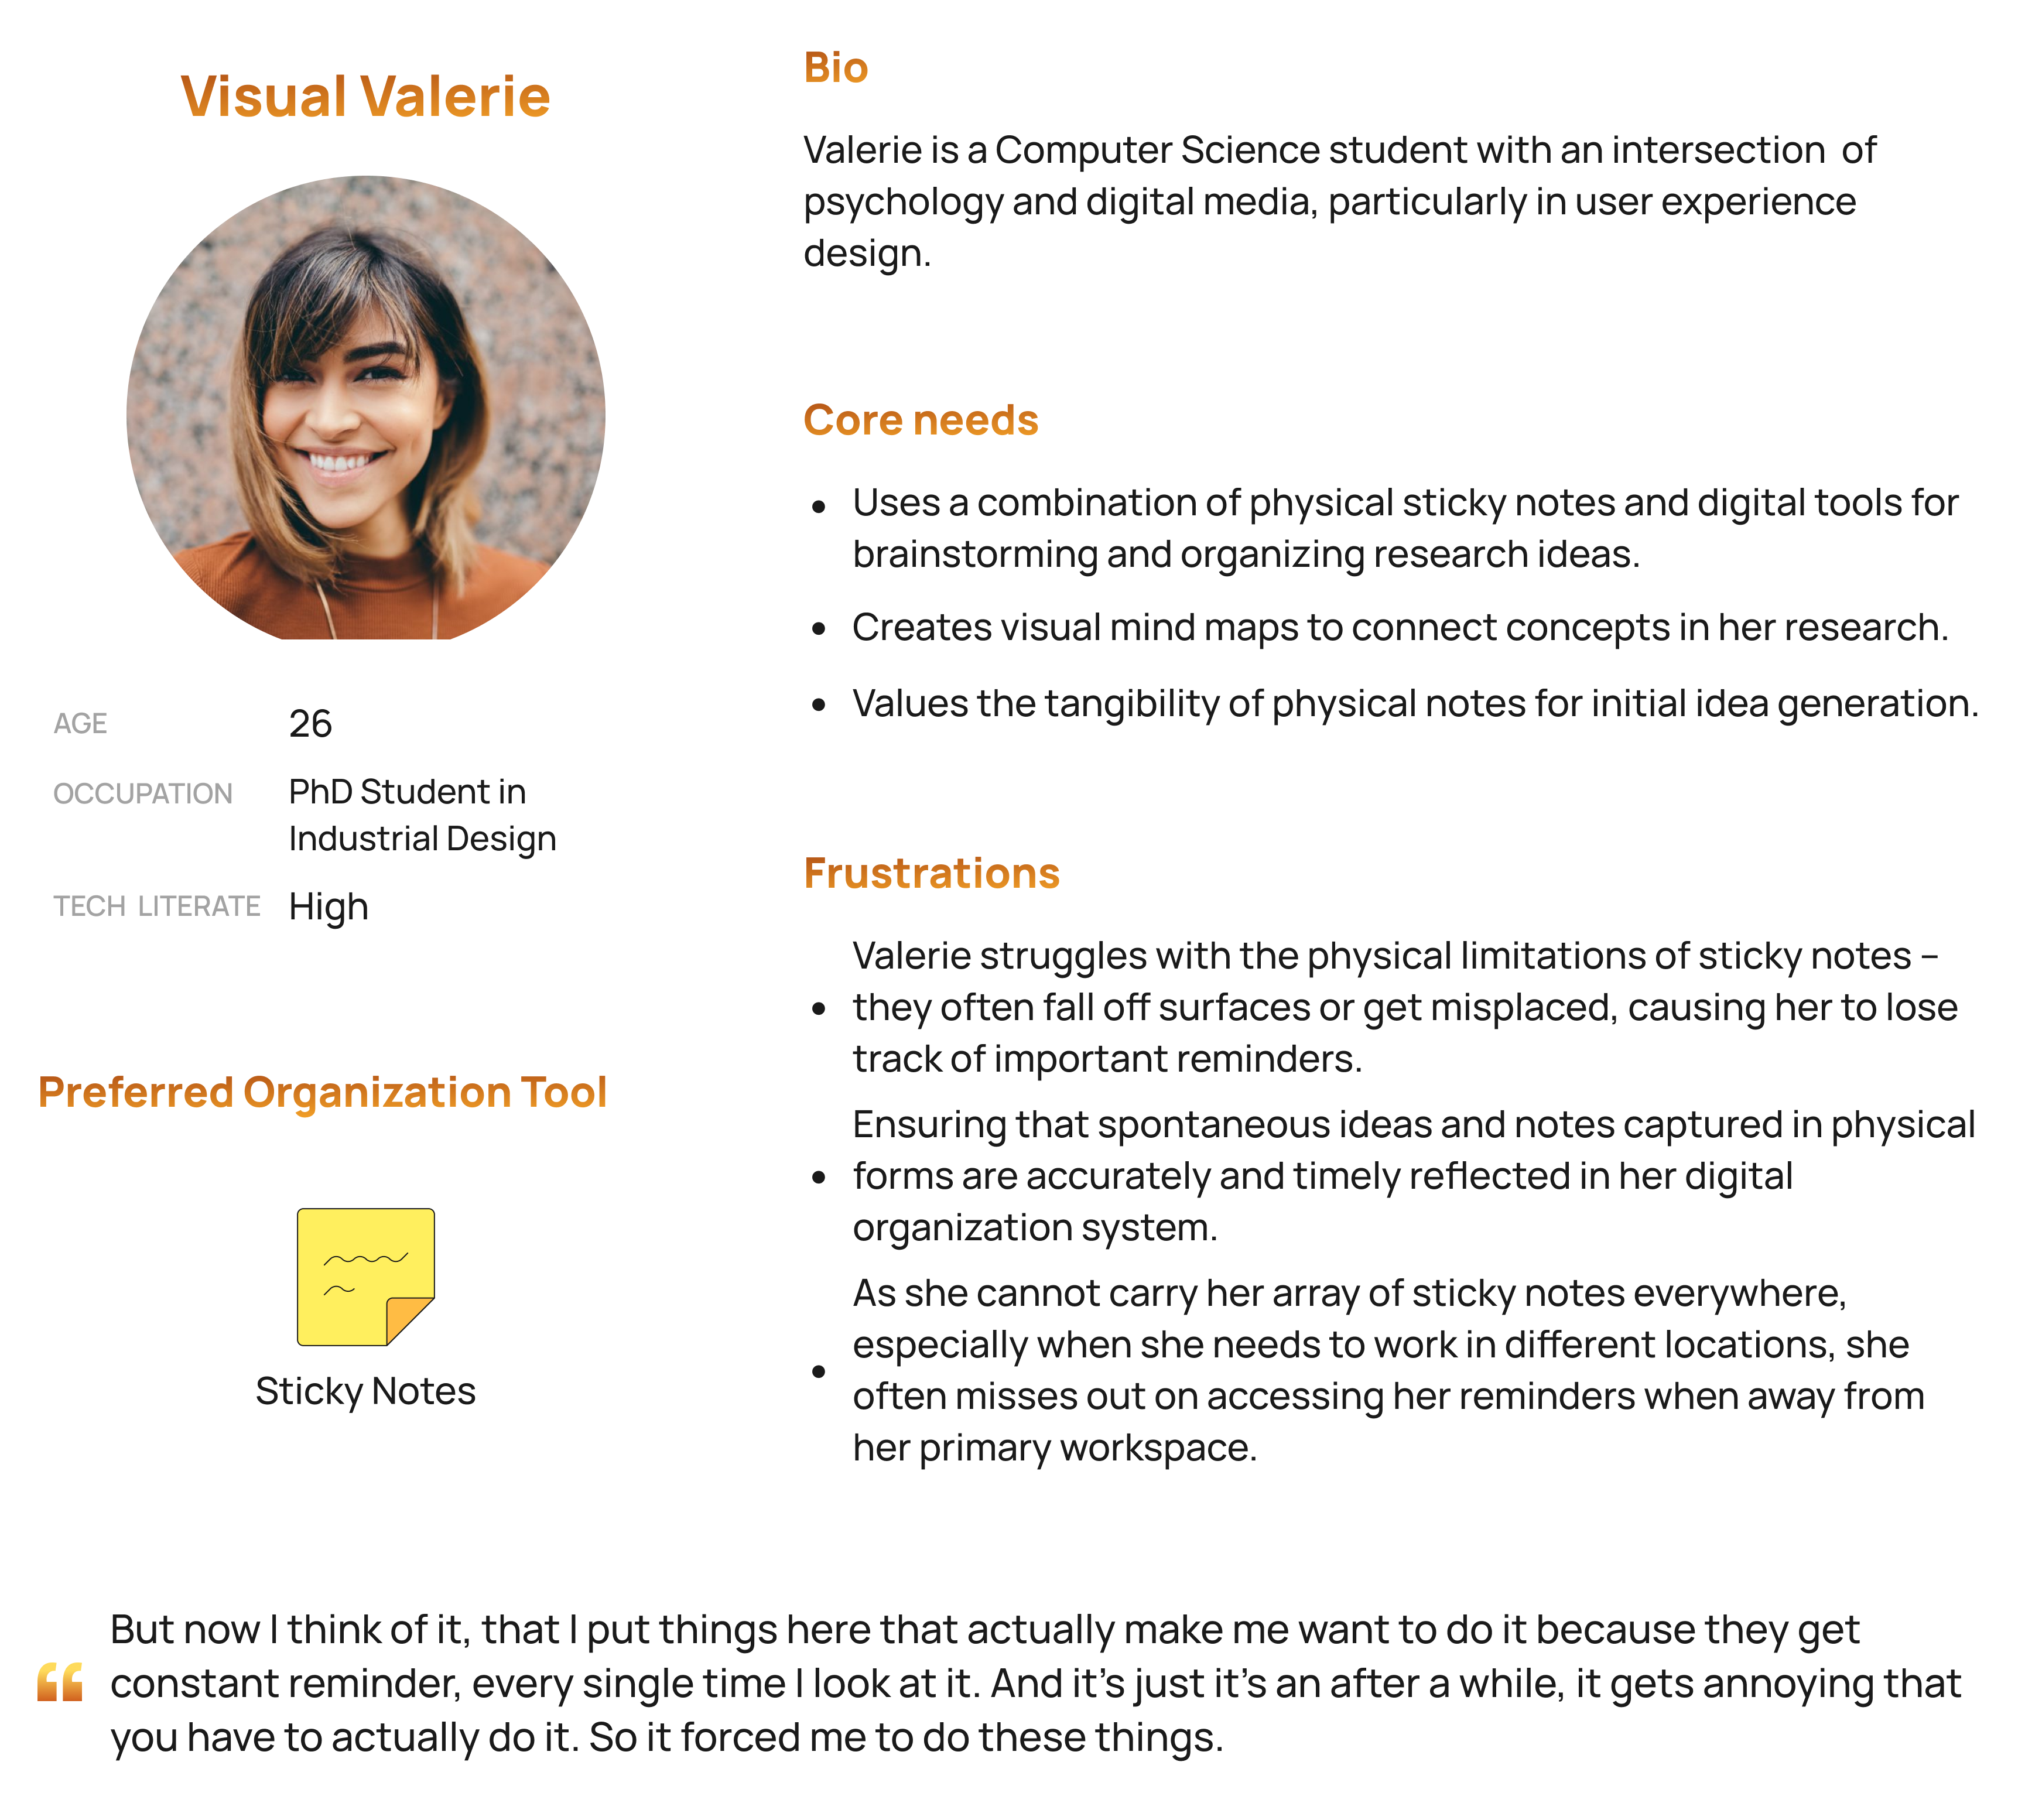 Visual Valerie
AGE 26
OCCUPATION PhD Student in
Industrial Design
TECH LITERATE High
Preferred Organization Tool
Sticky Notes
Bio
Valerie is a Computer Science student with an intersection of
psychology and digital media, particularly in user experience
design.
Core needs
• Uses a combination of physical sticky notes and digital tools for
brainstorming and organizing research ideas.
• Creates visual mind maps to connect concepts in her research.
• Values the tangibility of physical notes for initial idea generation.
Frustrations
Valerie struggles with the physical limitations of sticky notes –
• they often fall off surfaces or get misplaced, causing her to lose
track of important reminders.
Ensuring that spontaneous ideas and notes captured in physical
• forms are accurately and timely reflected in her digital
organization system.
As she cannot carry her array of sticky notes everywhere,
especially when she needs to work in different locations, she
• often misses out on accessing her reminders when away from
her primary workspace.
But now I think of it, that I put things here that actually make me want to do it because they get
“ constant reminder, every single time I look at it. And it’s just it’s an after a while, it gets annoying that
you have to actually do it. So it forced me to do these things.